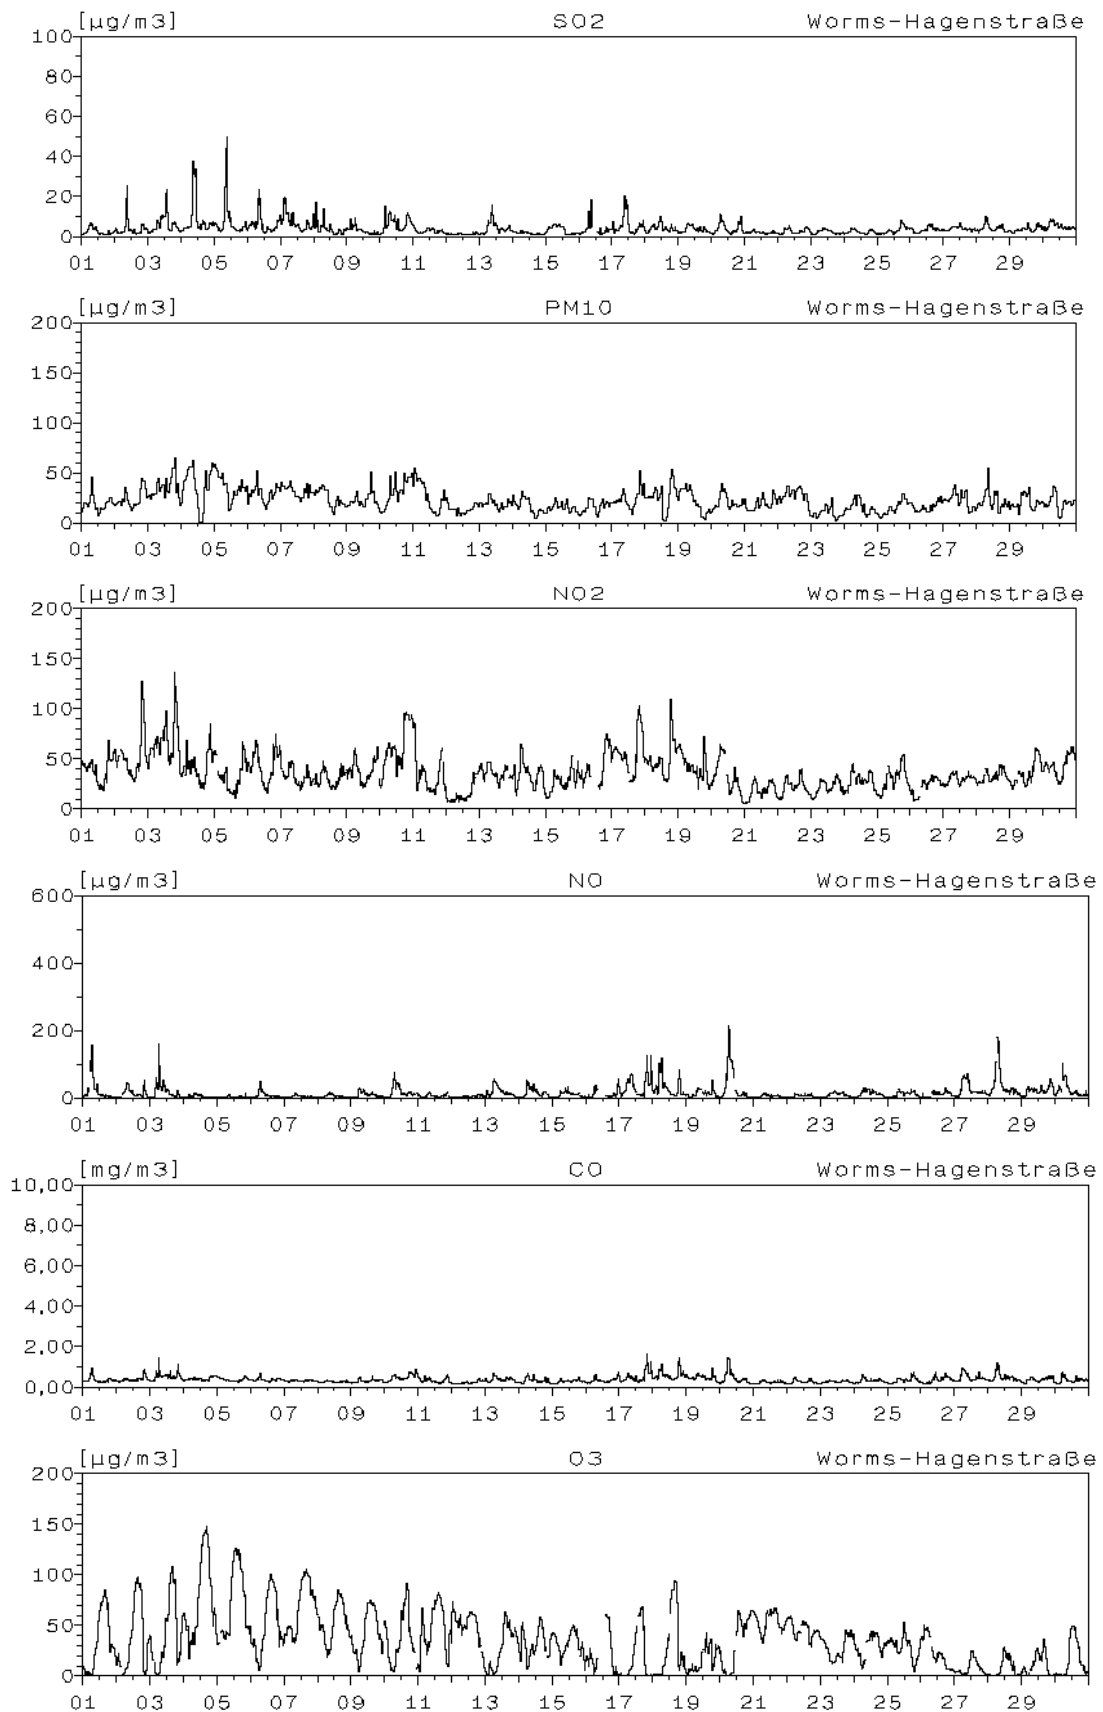 [µg/m3] SO2 Worms-Hagenstraße
100
80
60
40
20
0
01 03 05 07 09 11 13 15 17 19 21 23 25 27 29
[µg/m3] PM10 Worms-Hagenstraße
200
150
100
50
0
01 03 05 07 09 11 13 15 17 19 21 23 25 27 29
[µg/m3] NO2 Worms-Hagenstraße
200
150
100
50
0
01 03 05 07 09 11 13 15 17 19 21 23 25 27 29
[µg/m3] NO Worms-Hagenstraße
600
400
200
0
01 03 05 07 09 11 13 15 17 19 21 23 25 27 29
[mg/m3] CO Worms-Hagenstraße
10,00
8,00
6,00
4,00
2,00
0,00
01 03 05 07 09 11 13 15 17 19 21 23 25 27 29
[µg/m3] O3 Worms-Hagenstraße
200
150
100
50
0
01 03 05 07 09 11 13 15 17 19 21 23 25 27 29